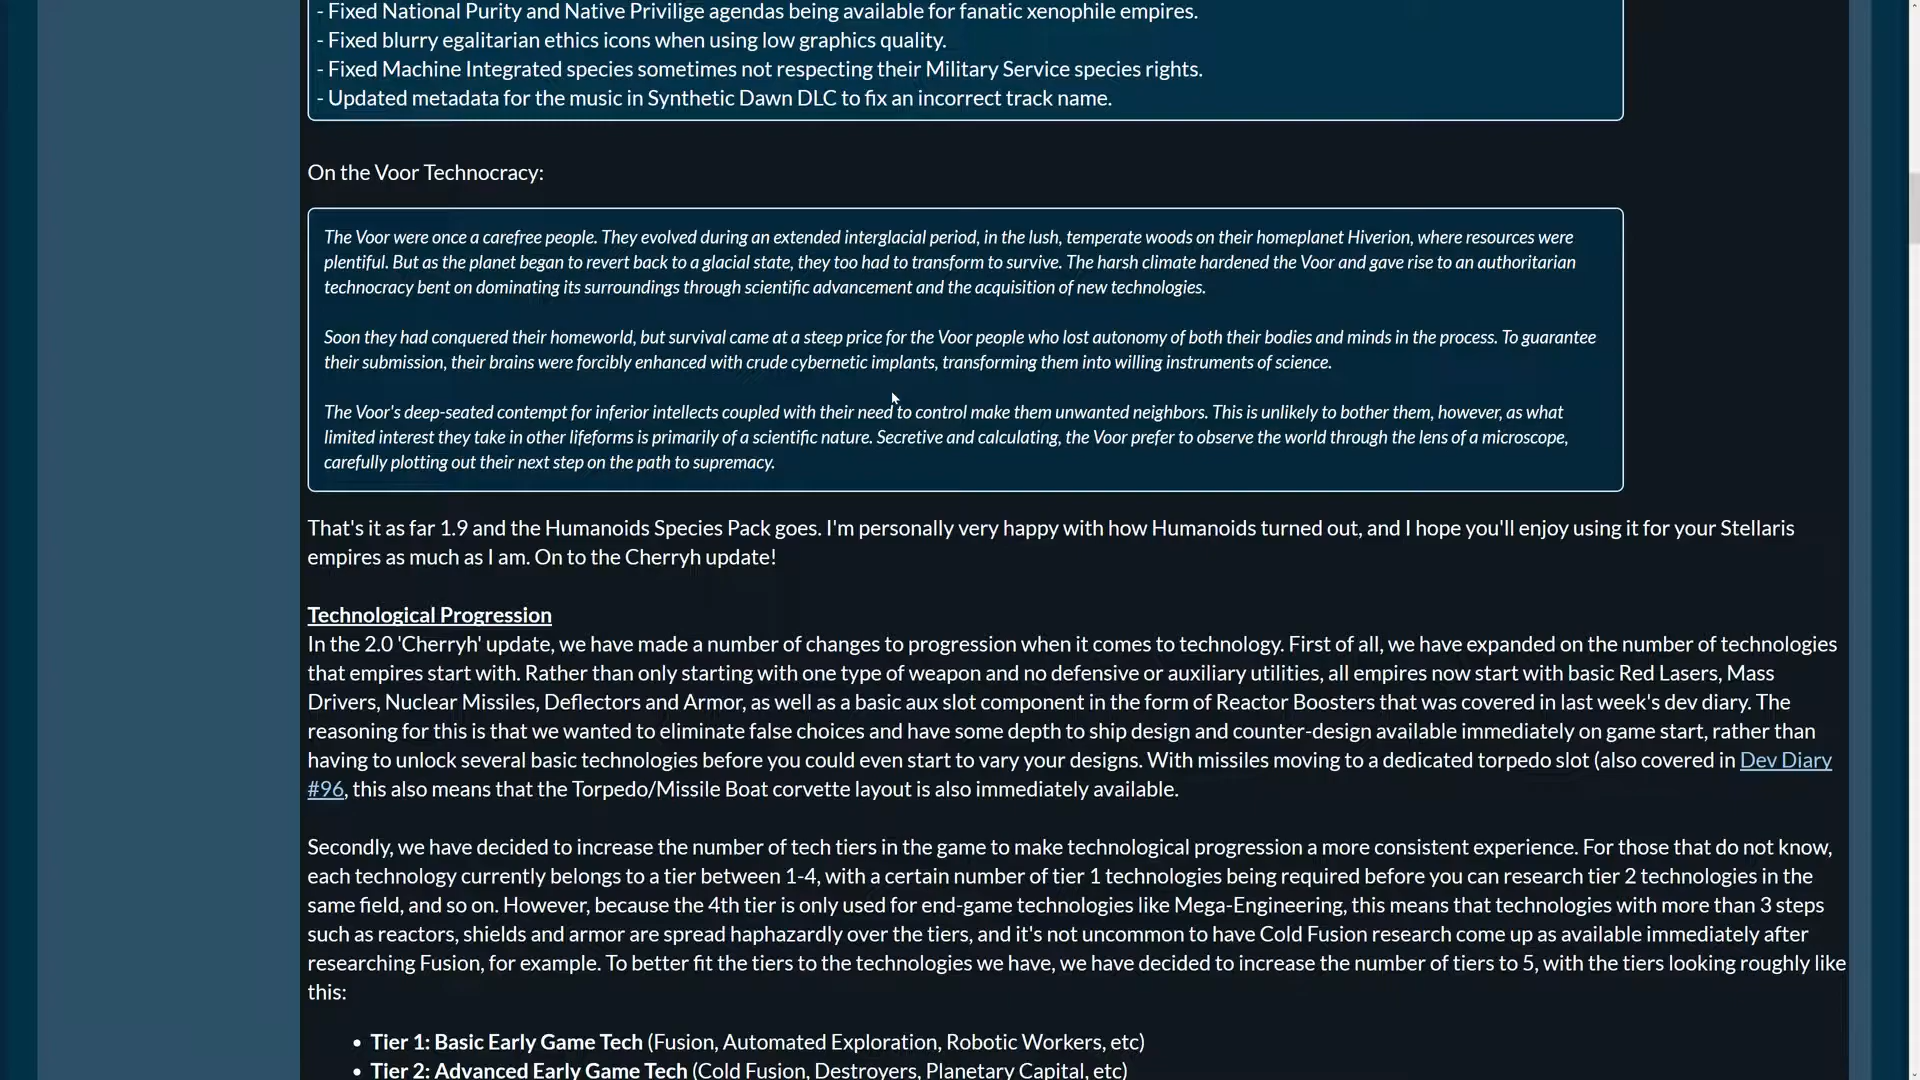 - Fixed National Purity and Native Privilige agendas being available for fanatic xenophile empires.
- Fixed blurry egalitarian ethics icons when using low graphics quality.
- Fixed Machine Integrated species sometimes not respecting their Military Service species rights.
- Updated metadata for the music in Synthetic Dawn DLC to fix an incorrect track name.
On the Voor Technocracy:
The Voor were once a carefree people. They evolved during an extended interglacial period, in the lush, temperate woods on their homeplanet Hiverion, where resources were
plentiful. But as the planet began to revert back to a glacial state, they too had to transform to survive. The harsh climate hardened the Voor and gave rise to an authoritarian
technocracy bent on dominating its surroundings through scientific advancement and the acquisition of new technologies.
Soon they had conquered their homeworld, but survival came at a steep price for the Voor people who lost autonomy of both their bodies and minds in the process. To guarantee
their submission, their brains were forcibly enhanced with crude cybernetic implants, transforming them into willing instruments of science.
The Voor's deep-seated contempt for inferior intellects coupled with their need to control make them unwanted neighbors. This is unlikely to bother them, however, as what
limited interest they take in other lifeforms is primarily of a scientific nature. Secretive and calculating, the Voor prefer to observe the world through the lens of a microscope,
carefully plotting out their next step on the path to supremacy.
That's it as far 1.9 and the Humanoids Species Pack goes. I'm personally very happy with how Humanoids turned out, and I hope you'll enjoy using it for your Stellaris
empires as much as I am. On to the Cherryh update!
Technological Progression
In the 2.0 'Cherryh' update, we have made a number of changes to progression when it comes to technology. First of all, we have expanded on the number of technologies
that empires start with. Rather than only starting with one type of weapon and no defensive or auxiliary utilities, all empires now start with basic Red Lasers, Mass
Drivers, Nuclear Missiles, Deflectors and Armor, as well as a basic aux slot component in the form of Reactor Boosters that was covered in last week's dev diary. The
reasoning for this is that we wanted to eliminate false choices and have some depth to ship design and counter-design available immediately on game start, rather than
having to unlock several basic technologies before you could even start to vary your designs. With missiles moving to a dedicated torpedo slot (also covered in Dev Diary
#96, this also means that the Torpedo/Missile Boat corvette layout is also immediately available.
Secondly, we have decided to increase the number of tech tiers in the game to make technological progression a more consistent experience. For those that do not know,
each technology currently belongs to a tier between 1-4, with a certain number of tier 1 technologies being required before you can research tier 2 technologies in the
same field, and so on. However, because the 4th tier is only used for end-game technologies like Mega-Engineering, this means that technologies with more than 3 steps
such as reactors, shields and armor are spread haphazardly over the tiers, and it's not uncommon to have Cold Fusion research come up as available immediately after
researching Fusion, for example. To better fit the tiers to the technologies we have, we have decided to increase the number of tiers to 5, with the tiers looking roughly like
this:
• Tier 1: Basic Early Game Tech (Fusion, Automated Exploration, Robotic Workers, etc)
• Tier 2: Advanced Early Game Tech (Cold Fusion, Destroyers, Planetary Capital, etc)